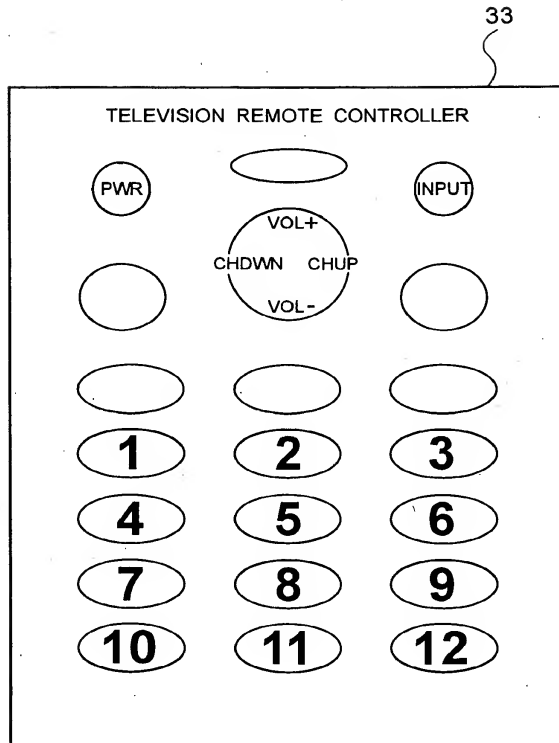 33
TELEVISION REMOTE CONTROLLER
PWR
INPUT
VOL+
CHDWN CHUP
VOL-
1 2 3
4 5 6
7 8 9
10 11 12